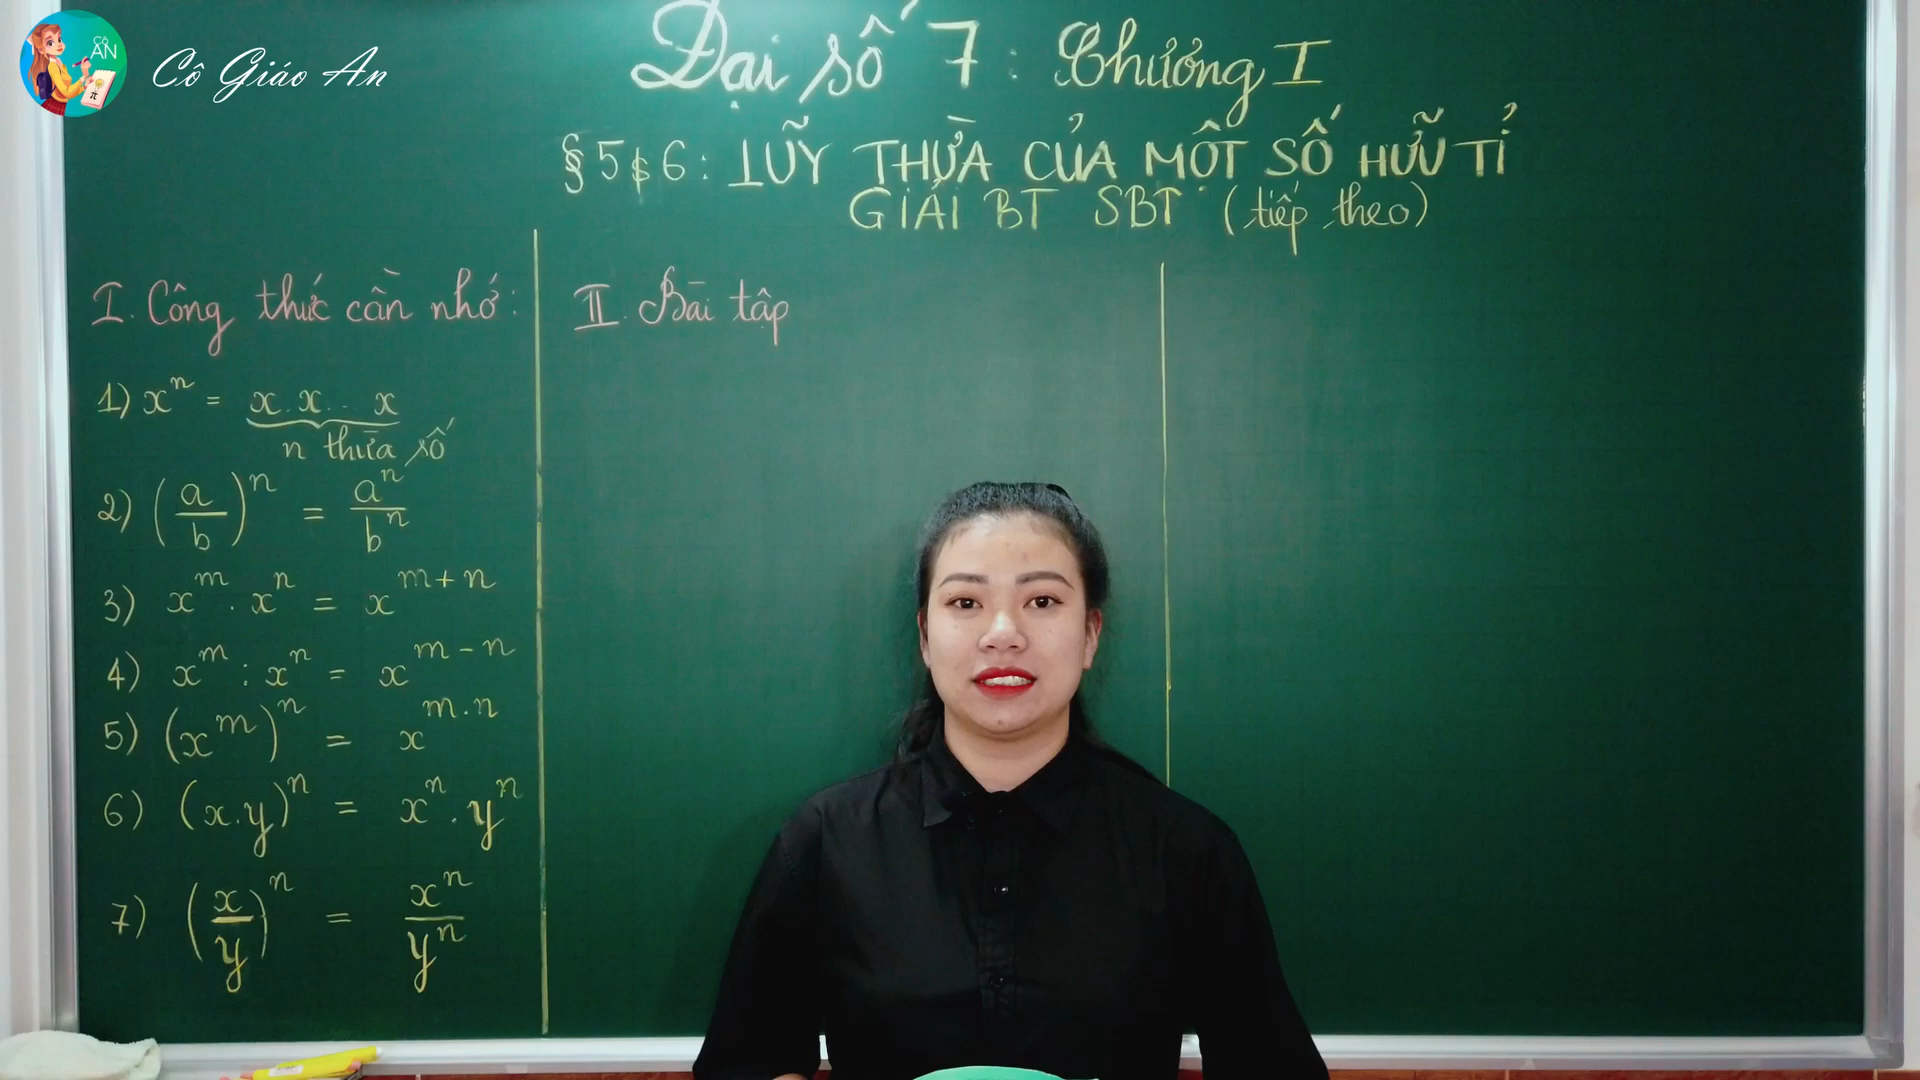 CÔ AN
Cô Giáo An
Đại số 7 : Chương I
§ 5 & 6 : LŨY THỪA CỦA MỘT SỐ HỮU TỈ
GIẢI BT SBT (tiếp theo)
I. Công thức cần nhớ :
1) xⁿ = x . x ... x
n thừa số
2) (a/b)ⁿ = aⁿ/bⁿ
3) xᵐ . xⁿ = xᵐ⁺ⁿ
4) xᵐ : xⁿ = xᵐ⁻ⁿ
5) (xᵐ)ⁿ = xᵐ·ⁿ
6) (x.y)ⁿ = xⁿ . yⁿ
7) (x/y)ⁿ = xⁿ/yⁿ
II. Bài tập